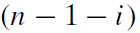 (n − 1 − i)